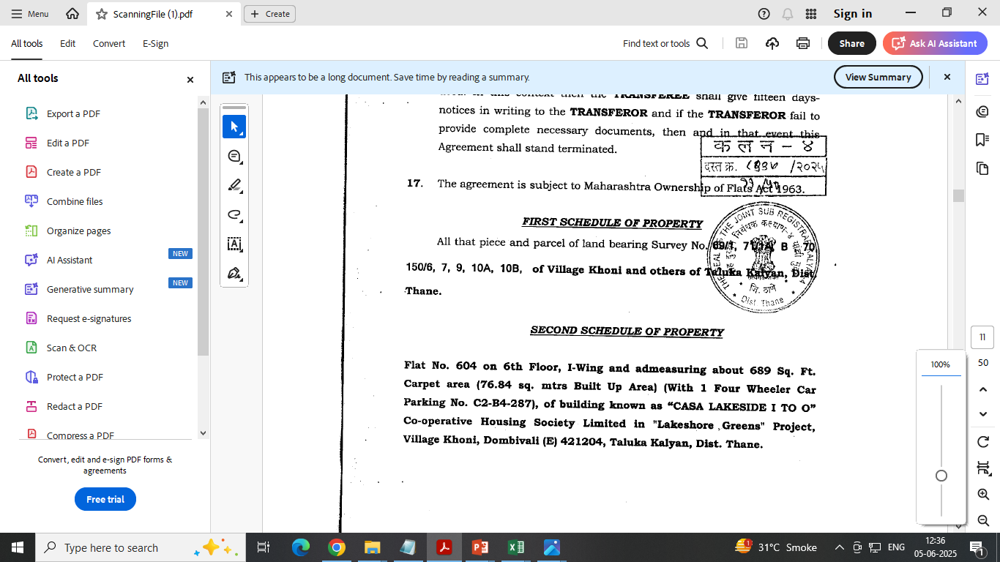 Menu
ScanningFile (1).pdf
Create
Sign in
All tools
Edit
Convert
E-Sign
Find text or tools
Share
Ask AI Assistant
All tools
Export a PDF
Edit a PDF
Create a PDF
Combine files
Organize pages
AI Assistant
NEW
Generative summary
NEW
Request e-signatures
Scan & OCR
Protect a PDF
Redact a PDF
Compress a PDF
Convert, edit and e-sign PDF forms &
agreements
Free trial
This appears to be a long document. Save time by reading a summary.
View Summary
in this context then the TRANSFEREE shall give fifteen days-
notices in writing to the TRANSFEROR and if the TRANSFEROR fail to
provide complete necessary documents, then and in that event this
Agreement shall stand terminated.
क ल न - ४
दस्त क्र. /२०२५
17. The agreement is subject to Maharashtra Ownership of Flats Act 1963.
FIRST SCHEDULE OF PROPERTY
All that piece and parcel of land bearing Survey No. 69/1, 71/1A, B 70
150/6, 7, 9, 10A, 10B, of Village Khoni and others of Taluka Kalyan, Dist.
Thane.
THE SEAL OF THE JOINT SUB REGISTRAR KALYAN-4
जि. ठाणे
Dist Thane
SECOND SCHEDULE OF PROPERTY
Flat No. 604 on 6th Floor, I-Wing and admeasuring about 689 Sq. Ft.
Carpet area (76.84 sq. mtrs Built Up Area) (With 1 Four Wheeler Car
Parking No. C2-B4-287), of building known as “CASA LAKESIDE I TO O”
Co-operative Housing Society Limited in "Lakeshore Greens" Project,
Village Khoni, Dombivali (E) 421204, Taluka Kalyan, Dist. Thane.
11
50
100%
Type here to search
31°C Smoke
ENG
12:36
05-06-2025
1